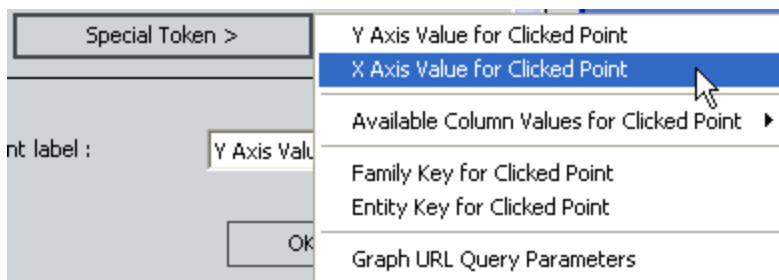 Special Token >
Y Axis Value for Clicked Point
X Axis Value for Clicked Point
Available Column Values for Clicked Point
nt label :
Y Axis Valu
Family Key for Clicked Point
Entity Key for Clicked Point
OK
Graph URL Query Parameters